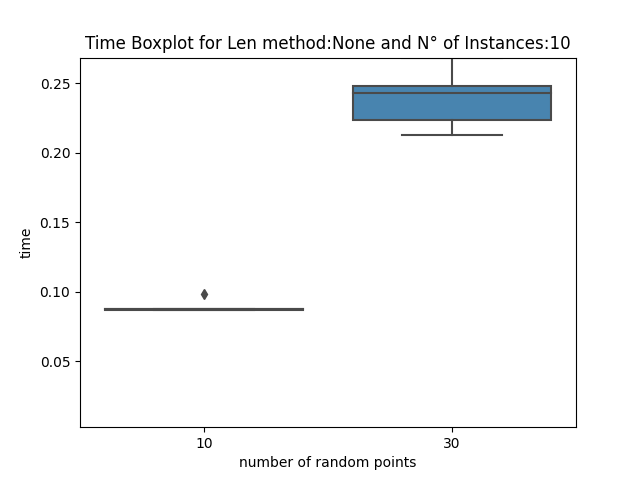 Time Boxplot for Len method:None and N° of Instances:10
0.25
0.20
0.15
0.10
0.05
time
10
30
number of random points